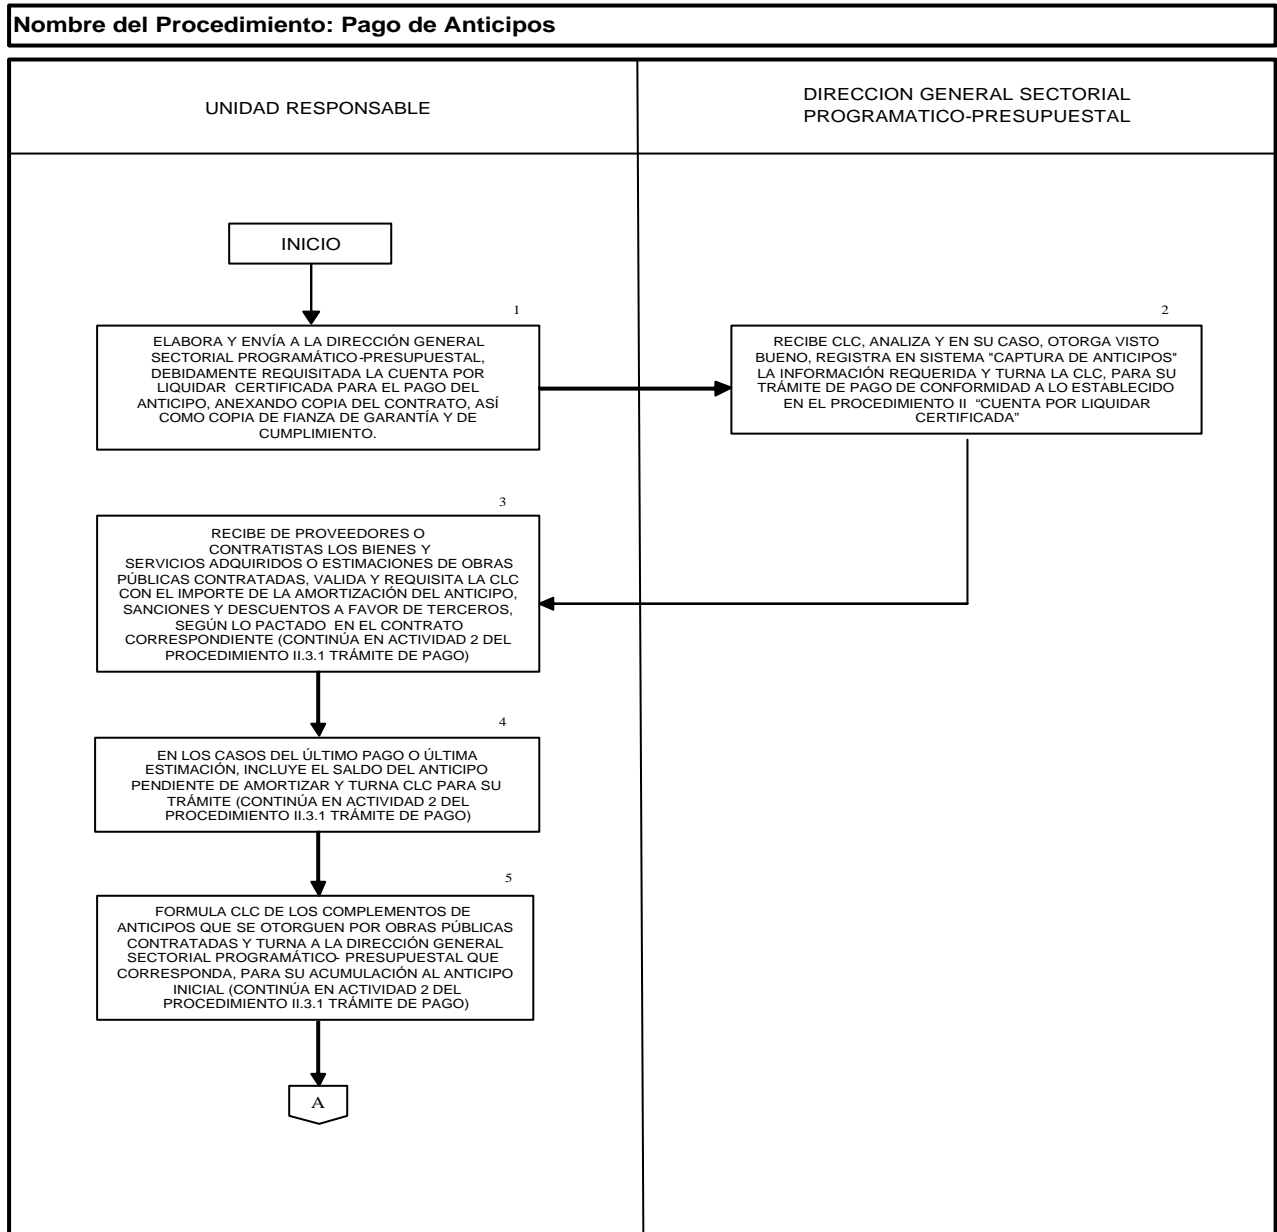 Nombre del Procedimiento: Pago de Anticipos
UNIDAD RESPONSABLE
DIRECCION GENERAL SECTORIAL
PROGRAMATICO-PRESUPUESTAL
INICIO
1
ELABORA Y ENVÍA A LA DIRECCIÓN GENERAL
SECTORIAL PROGRAMÁTICO-PRESUPUESTAL,
DEBIDAMENTE REQUISITADA LA CUENTA POR
LIQUIDAR CERTIFICADA PARA EL PAGO DEL
ANTICIPO, ANEXANDO COPIA DEL CONTRATO, ASÍ
COMO COPIA DE FIANZA DE GARANTÍA Y DE
CUMPLIMIENTO.
2
RECIBE CLC, ANALIZA Y EN SU CASO, OTORGA VISTO
BUENO, REGISTRA EN SISTEMA "CAPTURA DE ANTICIPOS"
LA INFORMACIÓN REQUERIDA Y TURNA LA CLC, PARA SU
TRÁMITE DE PAGO DE CONFORMIDAD A LO ESTABLECIDO
EN EL PROCEDIMIENTO II “CUENTA POR LIQUIDAR
CERTIFICADA”
3
RECIBE DE PROVEEDORES O
CONTRATISTAS LOS BIENES Y
SERVICIOS ADQUIRIDOS O ESTIMACIONES DE OBRAS
PÚBLICAS CONTRATADAS, VALIDA Y REQUISITA LA CLC
CON EL IMPORTE DE LA AMORTIZACIÓN DEL ANTICIPO,
SANCIONES Y DESCUENTOS A FAVOR DE TERCEROS,
SEGÚN LO PACTADO EN EL CONTRATO
CORRESPONDIENTE (CONTINÚA EN ACTIVIDAD 2 DEL
PROCEDIMIENTO II.3.1 TRÁMITE DE PAGO)
4
EN LOS CASOS DEL ÚLTIMO PAGO O ÚLTIMA
ESTIMACIÓN, INCLUYE EL SALDO DEL ANTICIPO
PENDIENTE DE AMORTIZAR Y TURNA CLC PARA SU
TRÁMITE (CONTINÚA EN ACTIVIDAD 2 DEL
PROCEDIMIENTO II.3.1 TRÁMITE DE PAGO)
5
FORMULA CLC DE LOS COMPLEMENTOS DE
ANTICIPOS QUE SE OTORGUEN POR OBRAS PÚBLICAS
CONTRATADAS Y TURNA A LA DIRECCIÓN GENERAL
SECTORIAL PROGRAMÁTICO- PRESUPUESTAL QUE
CORRESPONDA, PARA SU ACUMULACIÓN AL ANTICIPO
INICIAL (CONTINÚA EN ACTIVIDAD 2 DEL
PROCEDIMIENTO II.3.1 TRÁMITE DE PAGO)
A